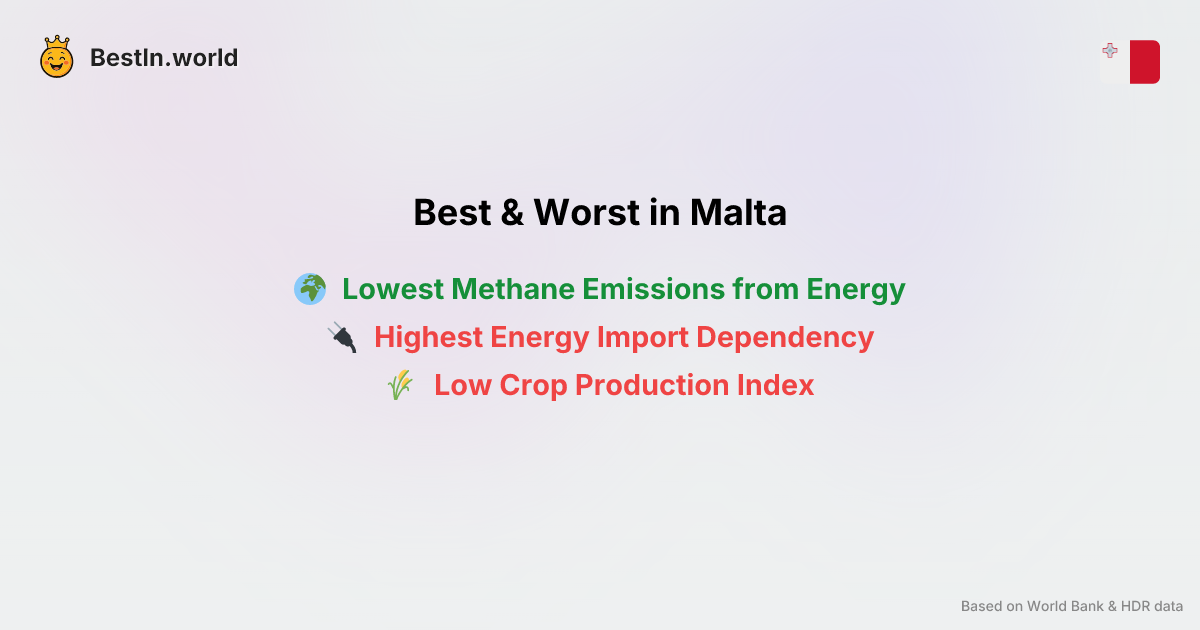 BestIn.world
Best & Worst in Malta
Lowest Methane Emissions from Energy
Highest Energy Import Dependency
Low Crop Production Index
Based on World Bank & HDR data